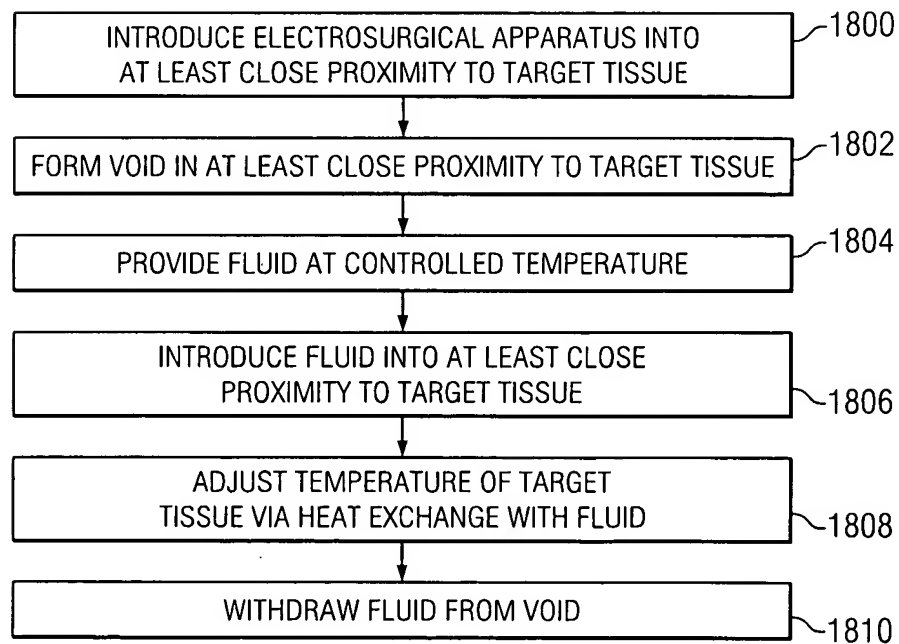 INTRODUCE ELECTROSURGICAL APPARATUS INTO
AT LEAST CLOSE PROXIMITY TO TARGET TISSUE
1800
FORM VOID IN AT LEAST CLOSE PROXIMITY TO TARGET TISSUE
1802
PROVIDE FLUID AT CONTROLLED TEMPERATURE
1804
INTRODUCE FLUID INTO AT LEAST CLOSE
PROXIMITY TO TARGET TISSUE
1806
ADJUST TEMPERATURE OF TARGET
TISSUE VIA HEAT EXCHANGE WITH FLUID
1808
WITHDRAW FLUID FROM VOID
1810